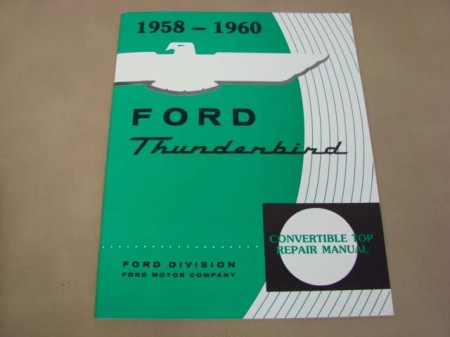 1958 – 1960
FORD
Thunderbird
CONVERTIBLE TOP
REPAIR MANUAL
FORD DIVISION
FORD MOTOR COMPANY